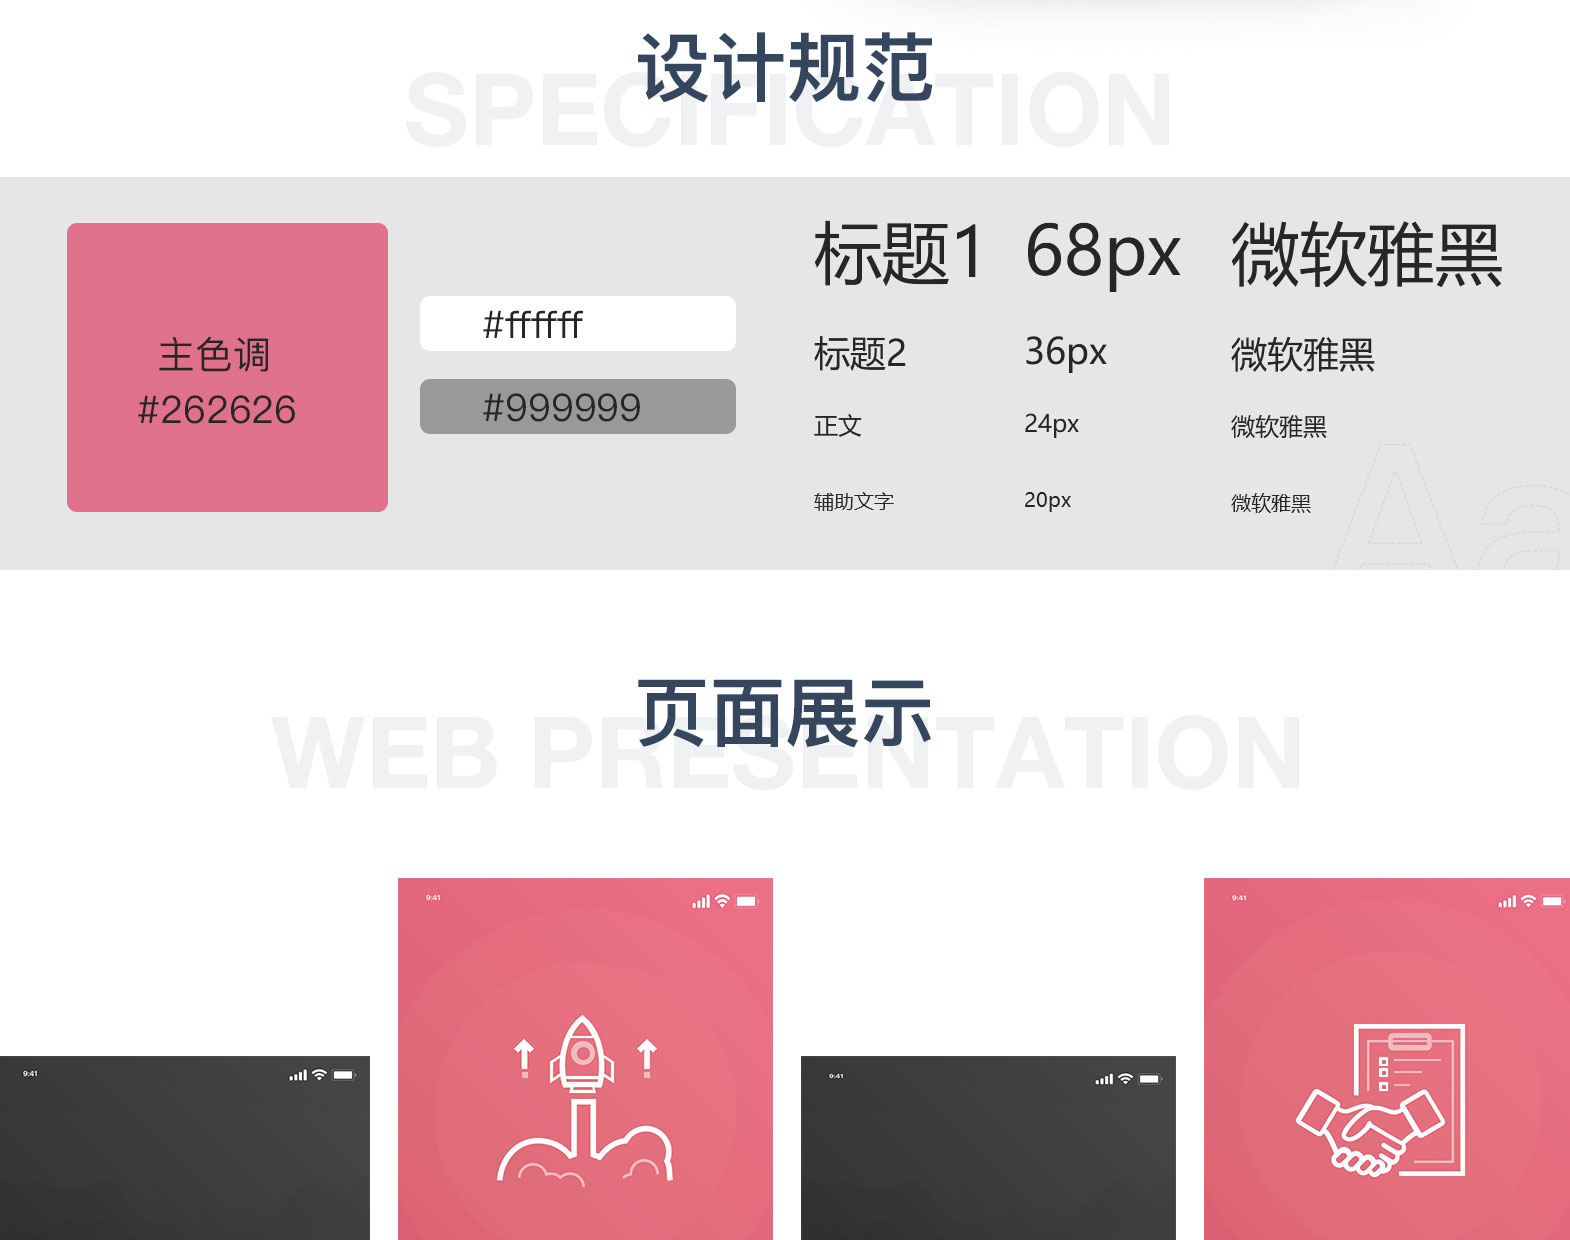 设计规范
SPECIFICATION
主色调
#262626
#ffffff
#999999
标题1 68px 微软雅黑
标题2 36px 微软雅黑
正文 24px 微软雅黑
辅助文字 20px 微软雅黑
Aa
页面展示
WEB PRESENTATION
9:41
9:41
9:41
9:41